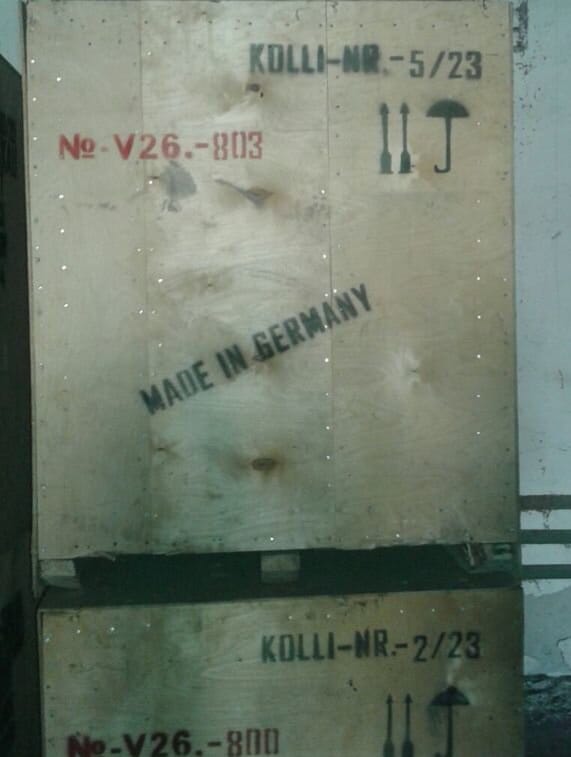 KOLLI-NR.-5/23
№-V26.-803
MADE IN GERMANY
KOLLI-NR.-2/23
№-V26.-800